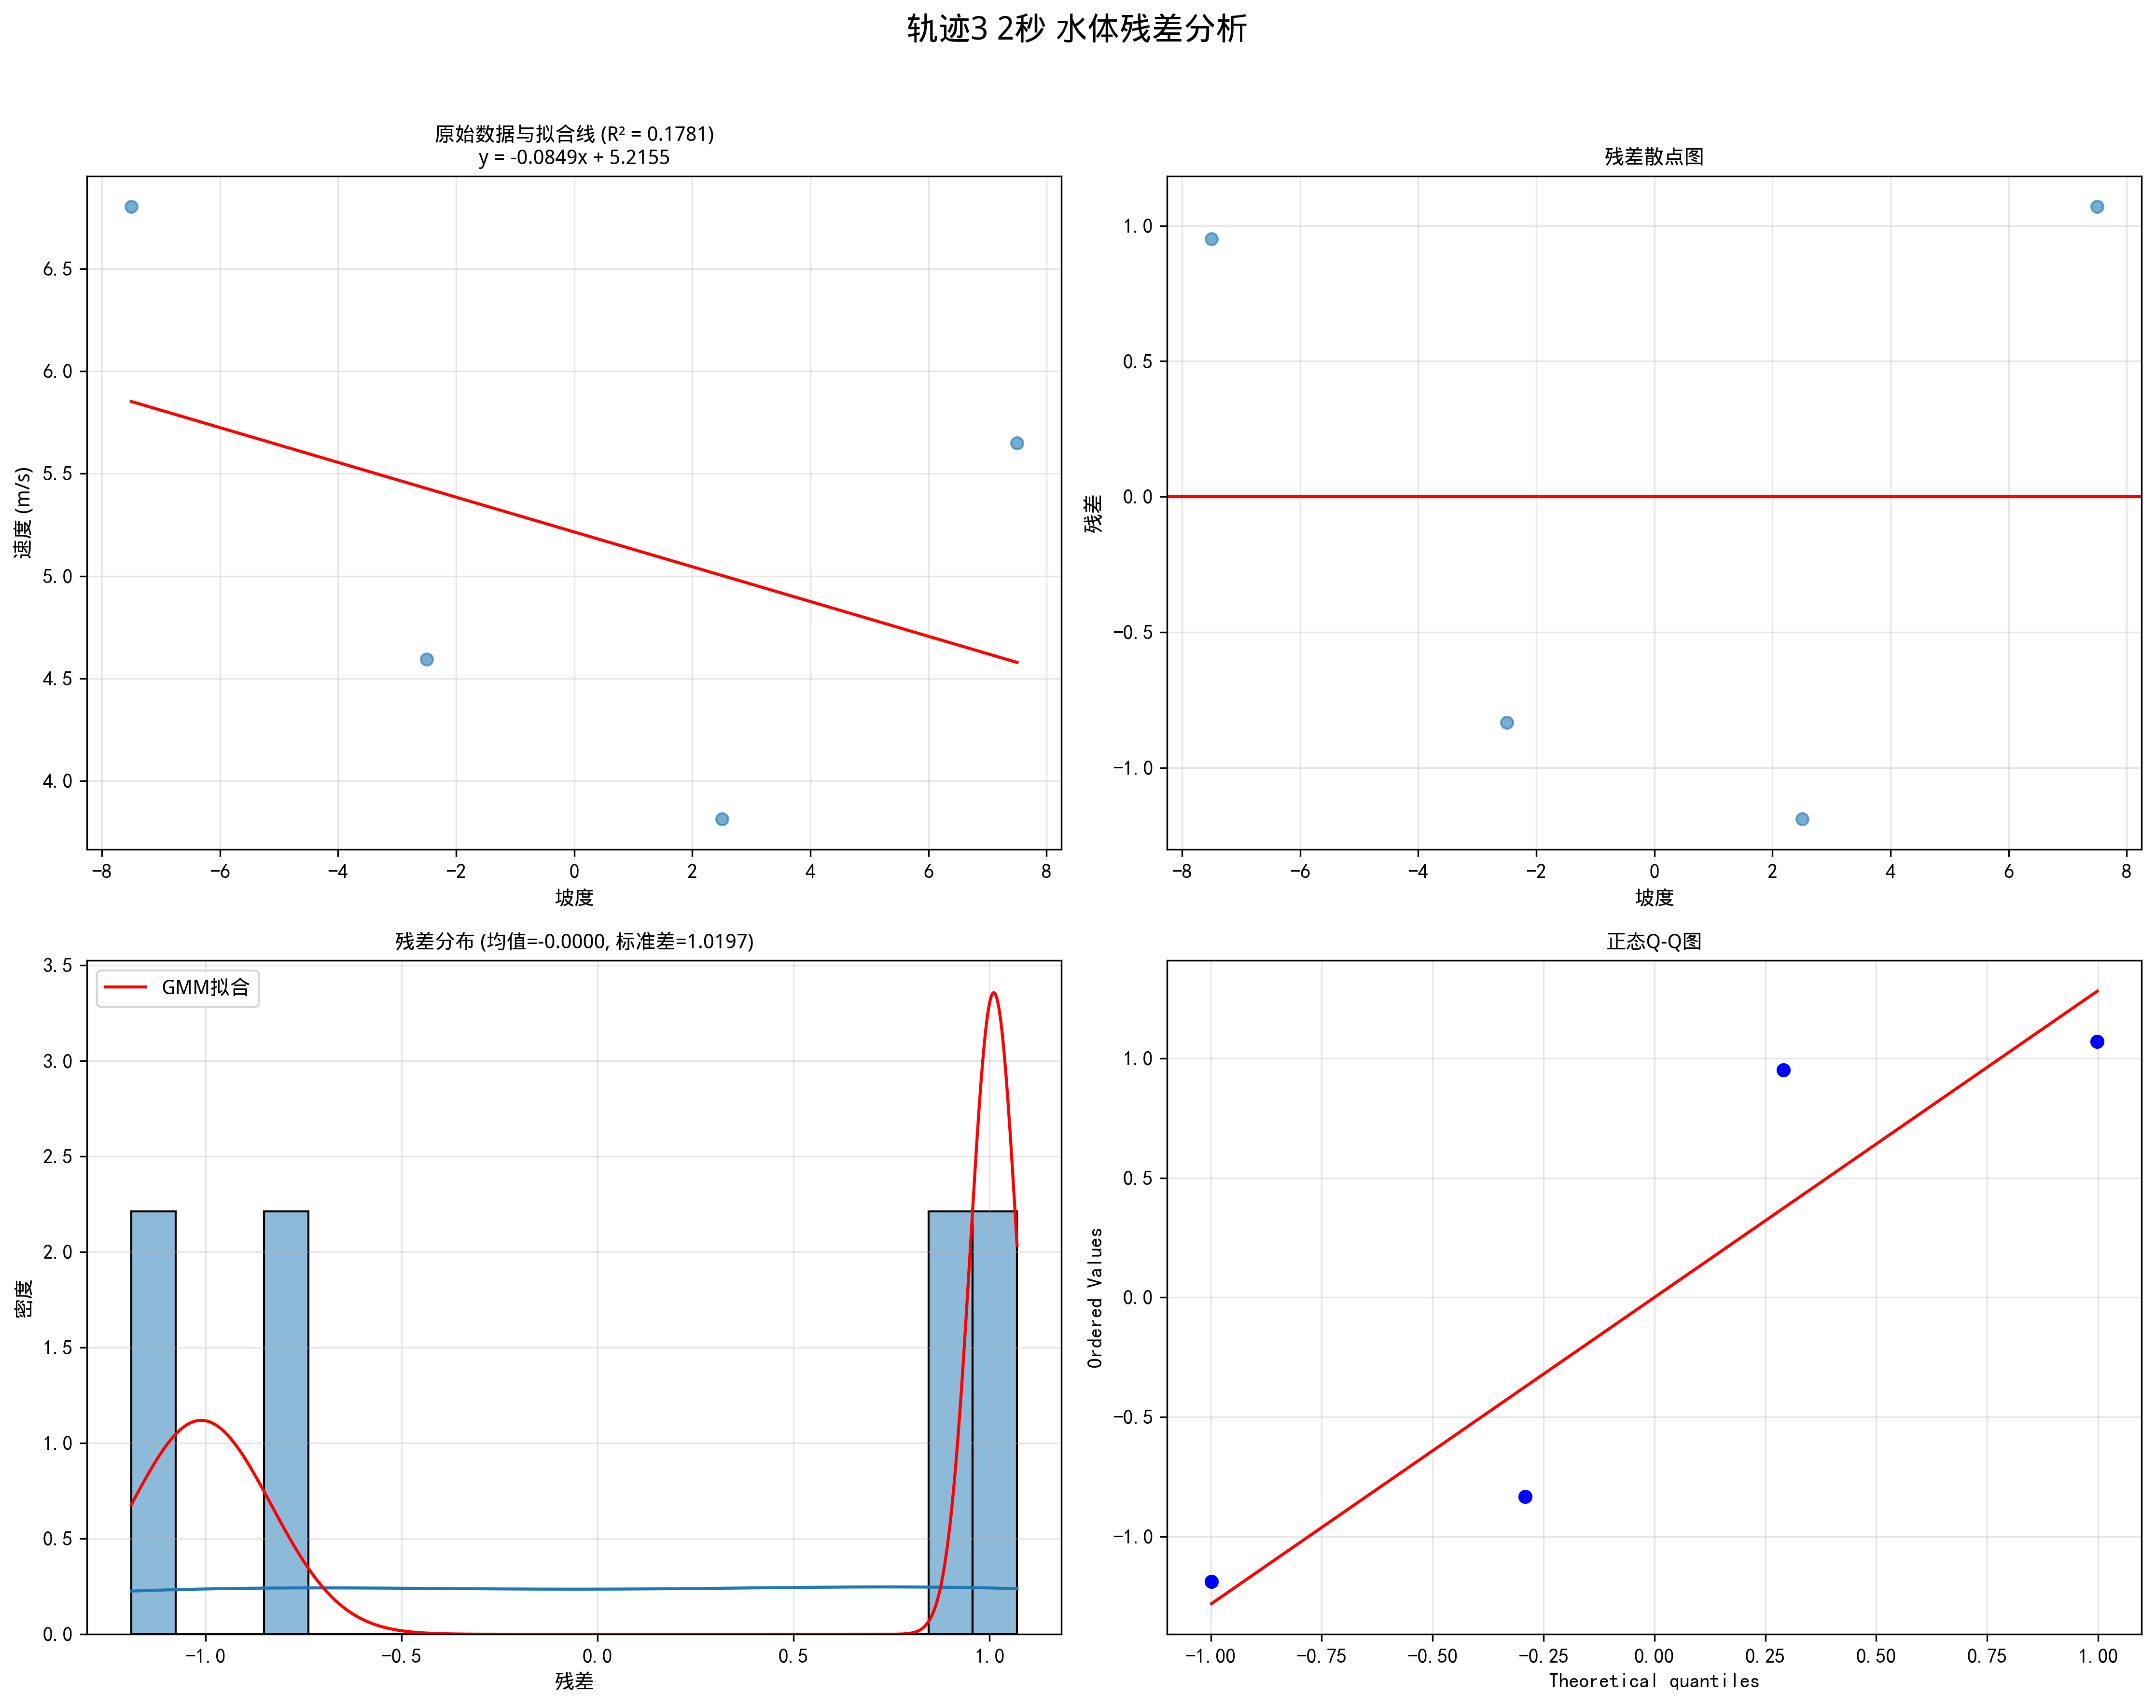 轨迹3 2秒 水体残差分析
原始数据与拟合线 (R² = 0.1781)
y = -0.0849x + 5.2155
速度 (m/s)
6.5
6.0
5.5
5.0
4.5
4.0
−8 −6 −4 −2 0 2 4 6 8
坡度
残差散点图
残差
1.0
0.5
0.0
−0.5
−1.0
−8 −6 −4 −2 0 2 4 6 8
坡度
残差分布 (均值=-0.0000, 标准差=1.0197)
GMM拟合
密度
3.5
3.0
2.5
2.0
1.5
1.0
0.5
0.0
−1.0 −0.5 0.0 0.5 1.0
残差
正态Q-Q图
Ordered Values
1.0
0.5
0.0
−0.5
−1.0
−1.00 −0.75 −0.50 −0.25 0.00 0.25 0.50 0.75 1.00
Theoretical quantiles